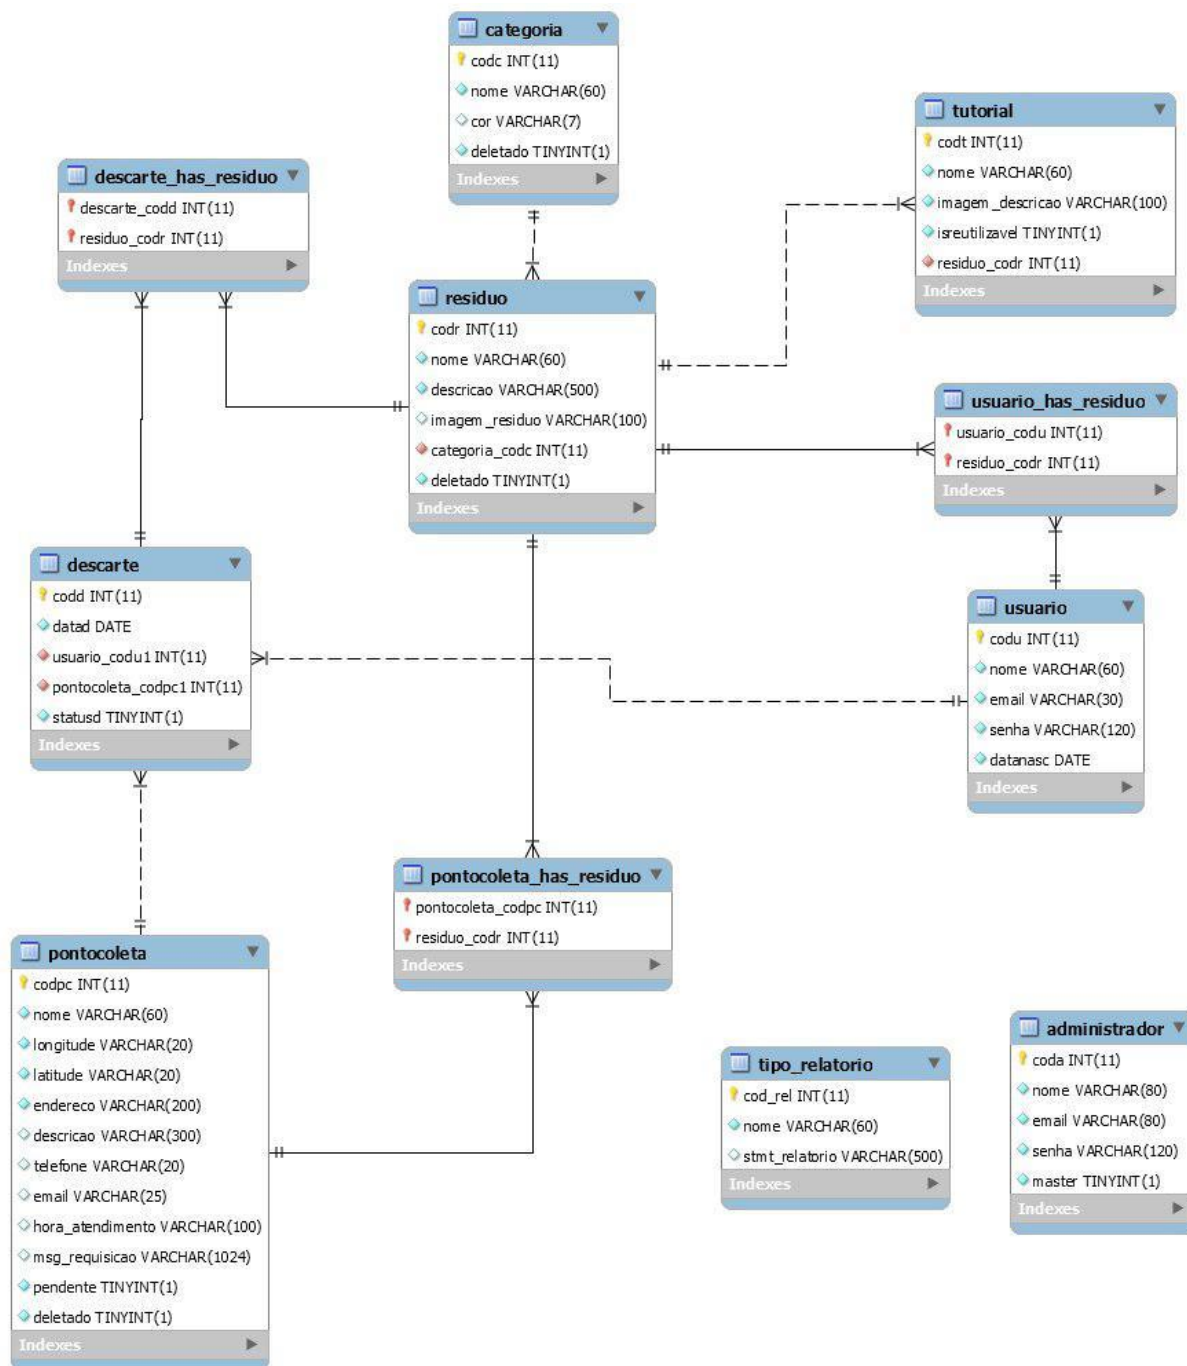 categoria
codc INT(11)
nome VARCHAR(60)
cor VARCHAR(7)
deletado TINYINT(1)
Indexes
tutorial
codt INT(11)
nome VARCHAR(60)
imagem_descricao VARCHAR(100)
isreutilizavel TINYINT(1)
residuo_codr INT(11)
Indexes
descarte_has_residuo
descarte_codd INT(11)
residuo_codr INT(11)
Indexes
residuo
codr INT(11)
nome VARCHAR(60)
descricao VARCHAR(500)
imagem_residuo VARCHAR(100)
categoria_codc INT(11)
deletado TINYINT(1)
Indexes
usuario_has_residuo
usuario_codu INT(11)
residuo_codr INT(11)
Indexes
descarte
codd INT(11)
datad DATE
usuario_codu1 INT(11)
pontocoleta_codpc1 INT(11)
statusd TINYINT(1)
Indexes
usuario
codu INT(11)
nome VARCHAR(60)
email VARCHAR(30)
senha VARCHAR(120)
datanasc DATE
Indexes
pontocoleta_has_residuo
pontocoleta_codpc INT(11)
residuo_codr INT(11)
Indexes
pontocoleta
codpc INT(11)
nome VARCHAR(60)
longitude VARCHAR(20)
latitude VARCHAR(20)
endereco VARCHAR(200)
descricao VARCHAR(300)
telefone VARCHAR(20)
email VARCHAR(25)
hora_atendimento VARCHAR(100)
msg_requisicao VARCHAR(1024)
pendente TINYINT(1)
deletado TINYINT(1)
Indexes
tipo_relatorio
cod_rel INT(11)
nome VARCHAR(60)
stmt_relatorio VARCHAR(500)
Indexes
administrador
coda INT(11)
nome VARCHAR(80)
email VARCHAR(80)
senha VARCHAR(120)
master TINYINT(1)
Indexes